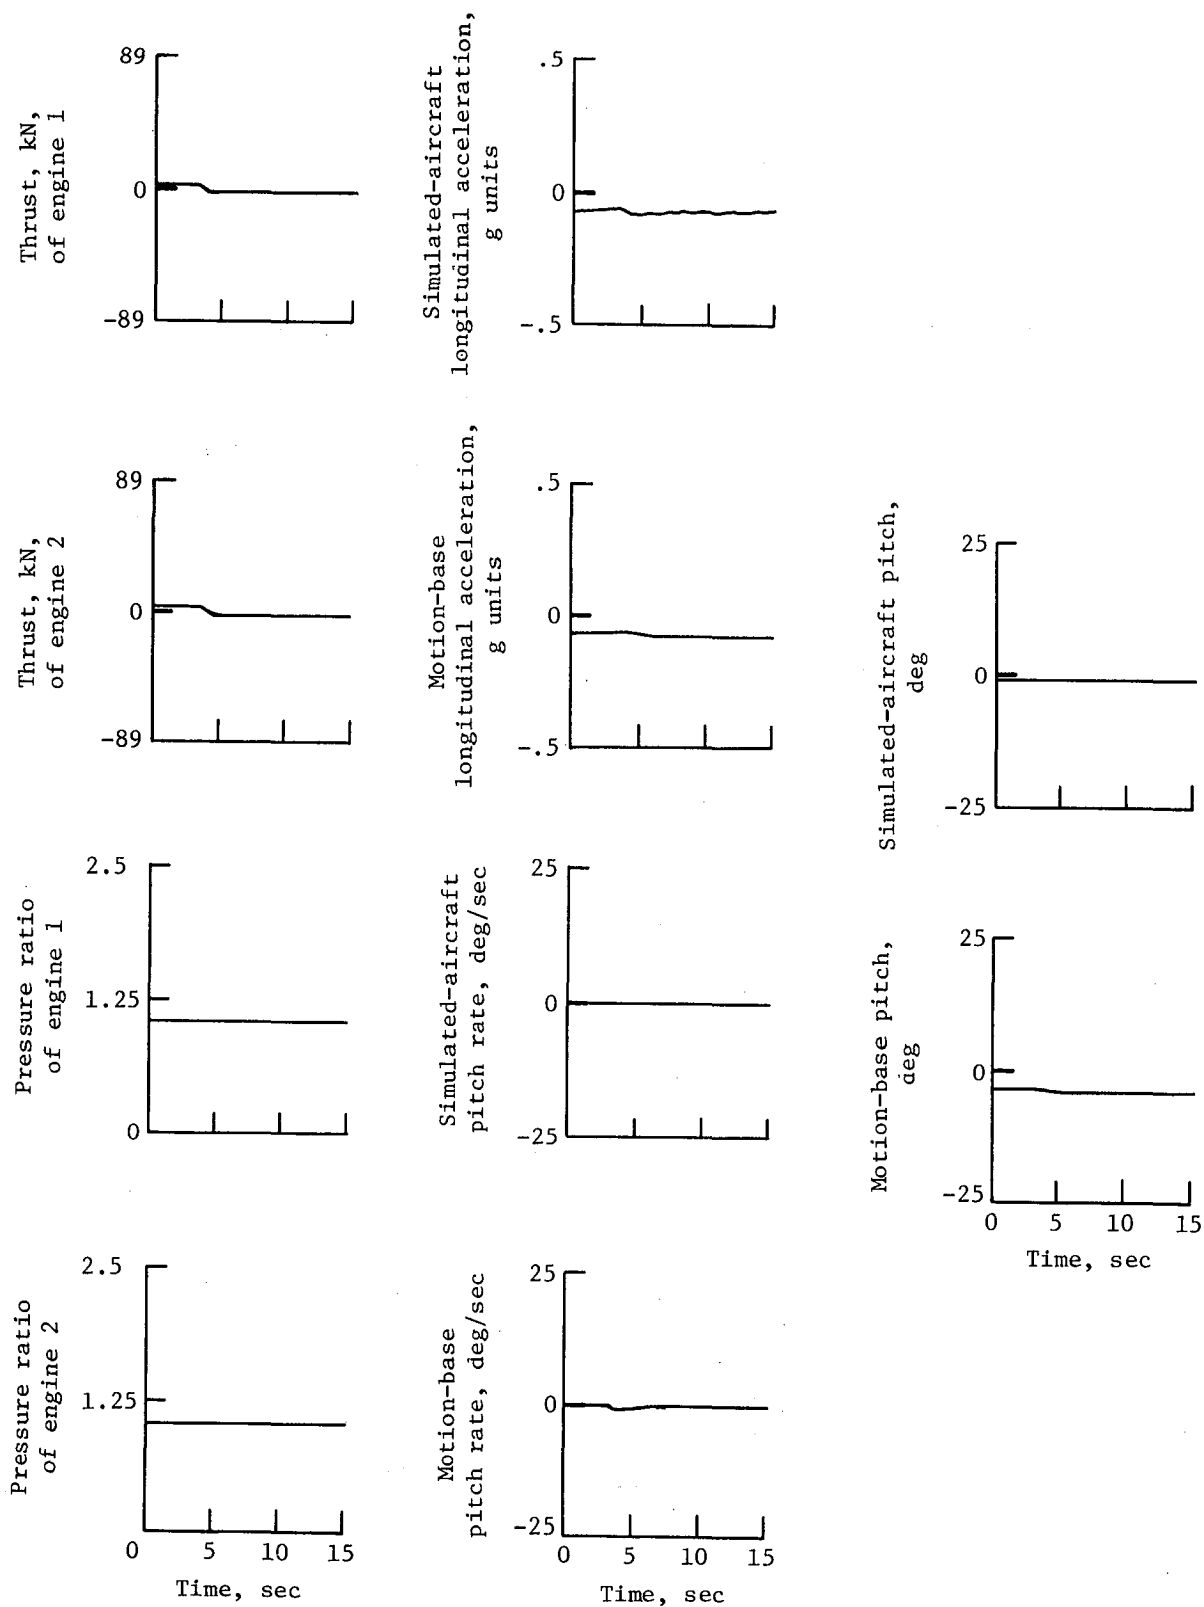 Thrust, kN,
of engine 1
89
0
-89
Simulated-aircraft
longitudinal acceleration,
g units
.5
0
-.5
Thrust, kN,
of engine 2
89
0
-89
Motion-base
longitudinal acceleration,
g units
.5
0
-.5
Simulated-aircraft pitch,
deg
25
0
-25
Pressure ratio
of engine 1
2.5
1.25
0
Simulated-aircraft
pitch rate, deg/sec
25
0
-25
Motion-base pitch,
deg
25
0
-25
0 5 10 15
Time, sec
Pressure ratio
of engine 2
2.5
1.25
0 5 10 15
Time, sec
Motion-base
pitch rate, deg/sec
25
0
-25
0 5 10 15
Time, sec